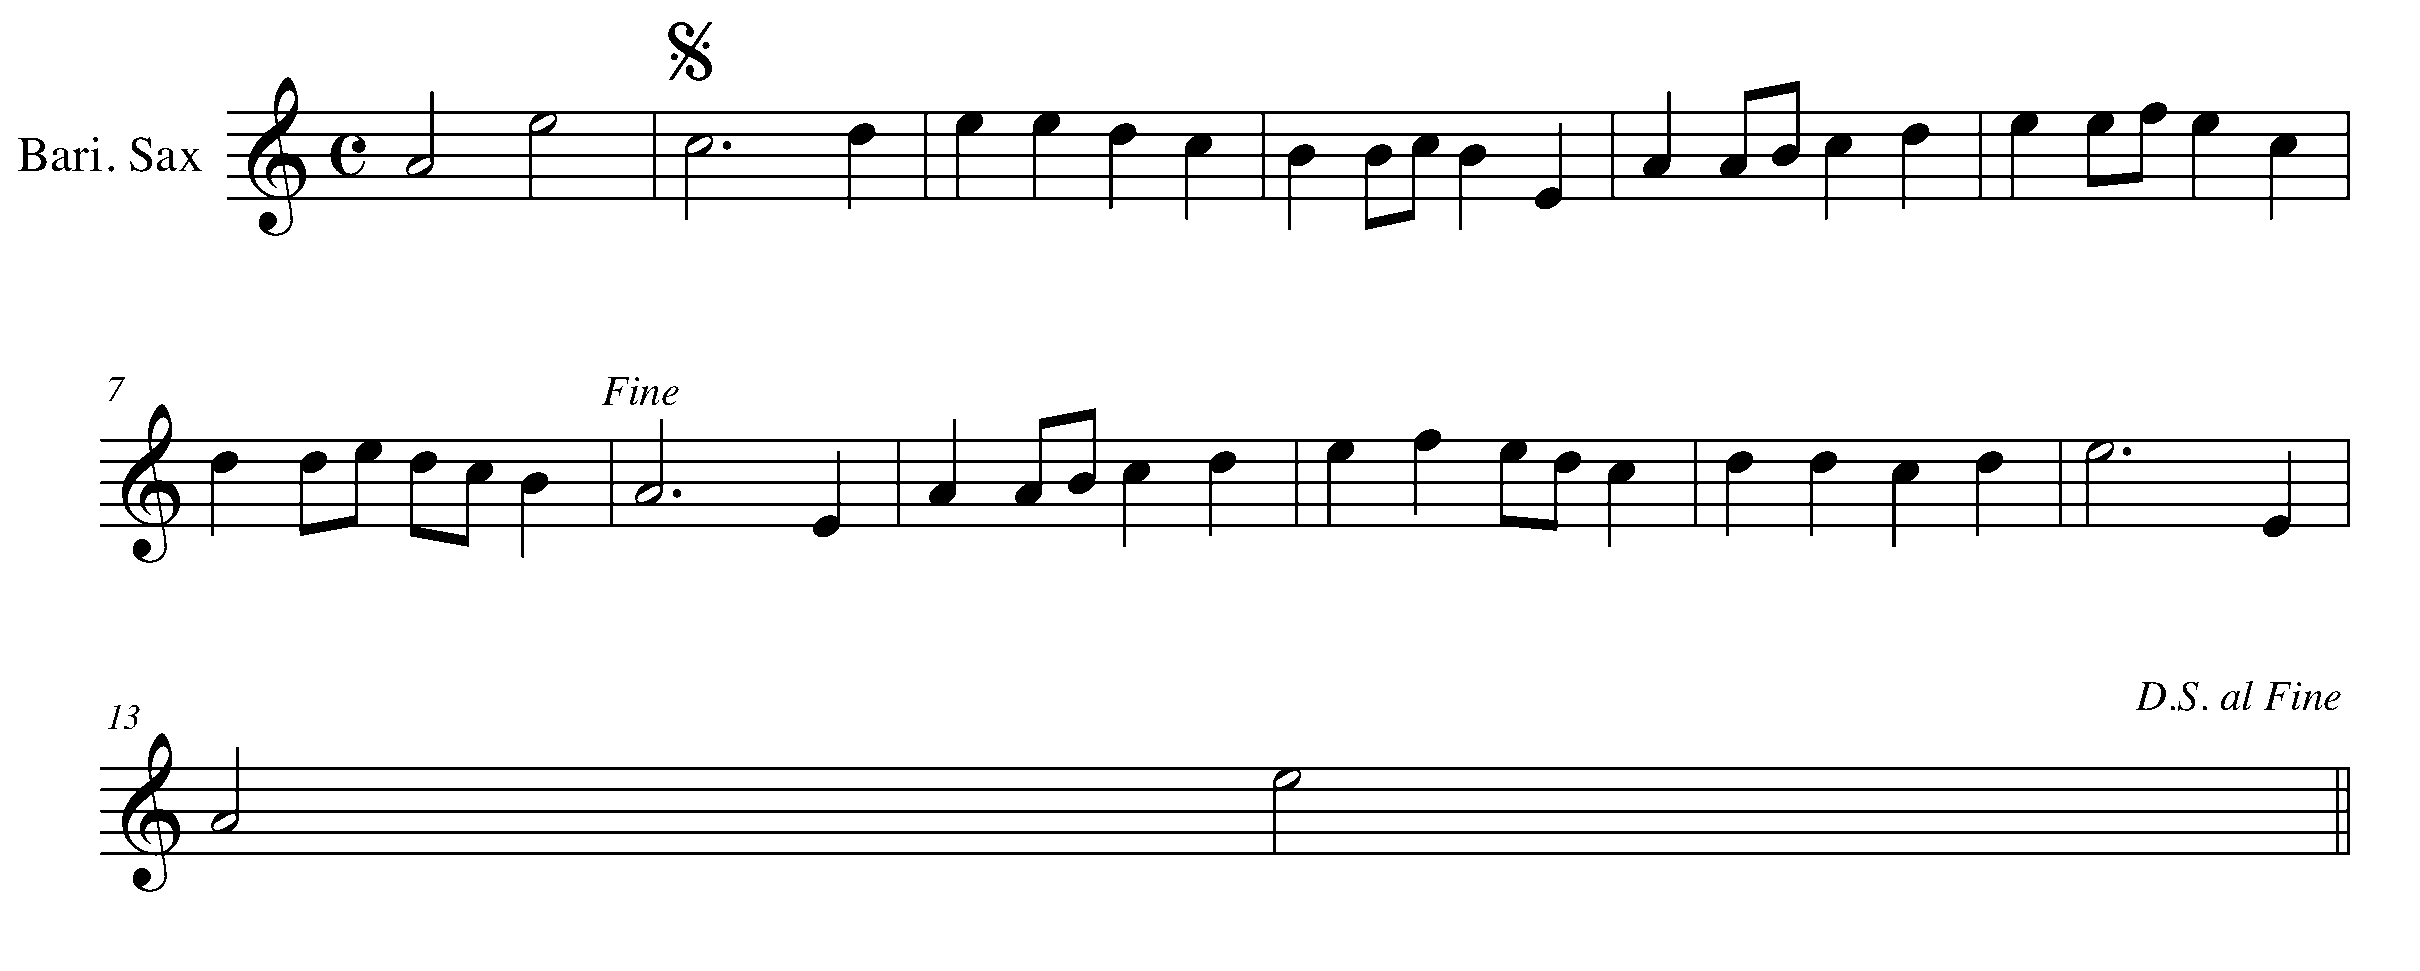 Bari. Sax
7
Fine
13
D.S. al Fine